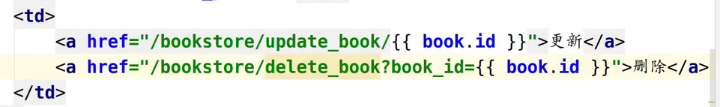 <td>
<a href="/bookstore/update_book/{{ book.id }}">更新</a>
<a href="/bookstore/delete_book?book_id={{ book.id }}">删除</a>
</td>